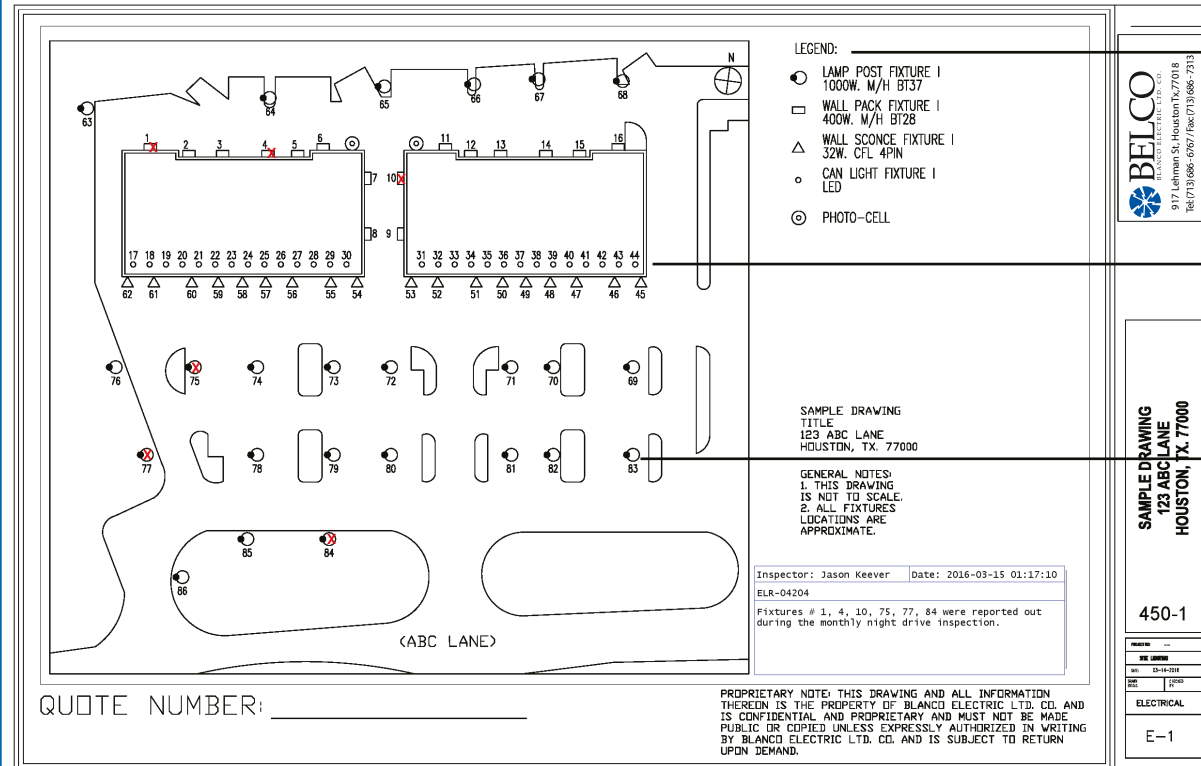 LEGEND:
LAMP POST FIXTURE |
1000W. M/H BT37
WALL PACK FIXTURE |
400W. M/H BT28
WALL SCONCE FIXTURE |
32W. CFL 4PIN
CAN LIGHT FIXTURE |
LED
PHOTO-CELL
N
63
64
65
66
67
68
1 2 3 4 5 6
11 12 13 14 15 16
7 10
8 9
17 18 19 20 21 22 23 24 25 26 27 28 29 30
31 32 33 34 35 36 37 38 39 40 41 42 43 44
62 61 60 59 58 57 56 55 54
53 52 51 50 49 48 47 46 45
76 75 74 73 72 71 70 69
77 78 79 80 81 82 83
85 84
86
(ABC LANE)
SAMPLE DRAWING
TITLE
123 ABC LANE
HOUSTON, TX. 77000
GENERAL NOTES:
1. THIS DRAWING
IS NOT TO SCALE.
2. ALL FIXTURES
LOCATIONS ARE
APPROXIMATE.
Inspector: Jason Keever Date: 2016-03-15 01:17:10
ELR-04204
Fixtures # 1, 4, 10, 75, 77, 84 were reported out
during the monthly night drive inspection.
QUOTE NUMBER:
PROPRIETARY NOTE: THIS DRAWING AND ALL INFORMATION
THEREON IS THE PROPERTY OF BLANCO ELECTRIC LTD. CO. AND
IS CONFIDENTIAL AND PROPRIETARY AND MUST NOT BE MADE
PUBLIC OR COPIED UNLESS EXPRESSLY AUTHORIZED IN WRITING
BY BLANCO ELECTRIC LTD. CO. AND IS SUBJECT TO RETURN
UPON DEMAND.
BELCO
BLANCO ELECTRIC LTD. CO.
917 Lehman St; Houston Tx,77018
Tel:(713) 686 - 6767 / Fax:(713) 686 - 7313
SAMPLE DRAWING
123 ABC LANE
HOUSTON, TX. 77000
450-1
SITE LIGHTING
ELECTRICAL
E-1